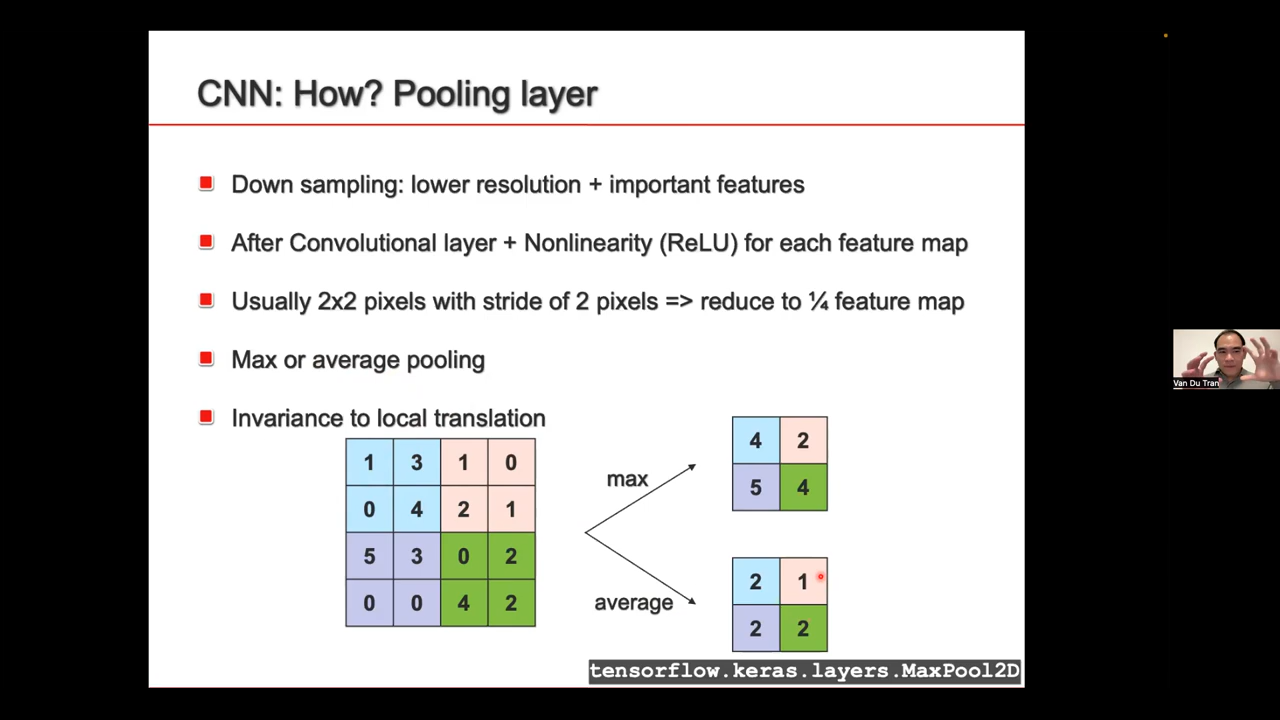 CNN: How? Pooling layer
Down sampling: lower resolution + important features
After Convolutional layer + Nonlinearity (ReLU) for each feature map
Usually 2x2 pixels with stride of 2 pixels => reduce to ¼ feature map
Max or average pooling
Invariance to local translation
1 3 1 0
0 4 2 1
5 3 0 2
0 0 4 2
max
4 2
5 4
average
2 1
2 2
tensorflow.keras.layers.MaxPool2D
Van Du Tran